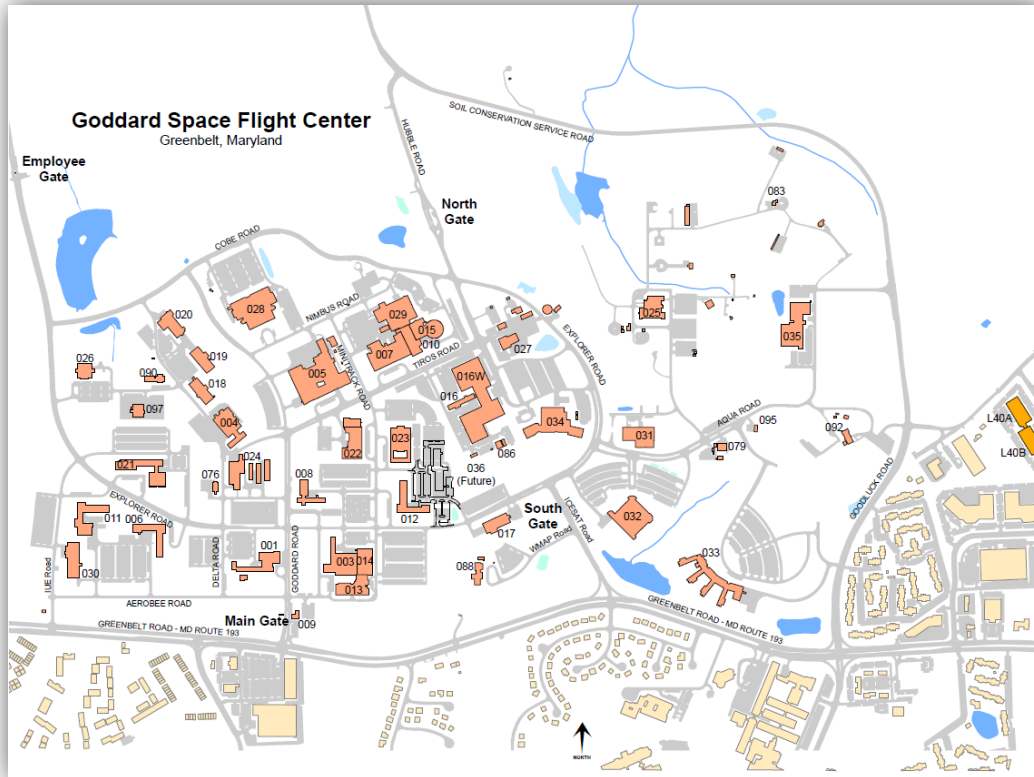 Goddard Space Flight Center
Greenbelt, Maryland
Employee
Gate
SOIL CONSERVATION SERVICE ROAD
HUBBLE ROAD
North
Gate
083
COBE ROAD
NIMBUS ROAD
028
029
015
010
020
025
035
007
TIROS ROAD
027
EXPLORER ROAD
026
019
090
018
005
MINITRACK ROAD
016W
016
097
004
034
031
AQUA ROAD
095
092
L40A
L40B
022
023
086
079
021
024
076
008
036
(Future)
GOODLUCK ROAD
EXPLORER ROAD
011
006
012
South
Gate
017
ICESAT Road
WMAP Road
032
030
IUE Road
DELTA ROAD
001
GODDARD ROAD
003
014
013
088
033
AEROBEE ROAD
Main Gate
009
GREENBELT ROAD - MD ROUTE 193
GREENBELT ROAD - MD ROUTE 193
NORTH